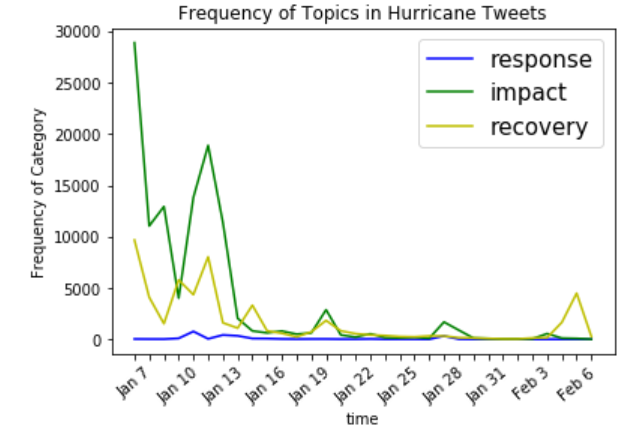 Frequency of Topics in Hurricane Tweets
30000
25000
20000
15000
10000
5000
0
Frequency of Category
response
impact
recovery
Jan 7
Jan 10
Jan 13
Jan 16
Jan 19
Jan 22
Jan 25
Jan 28
Jan 31
Feb 3
Feb 6
time